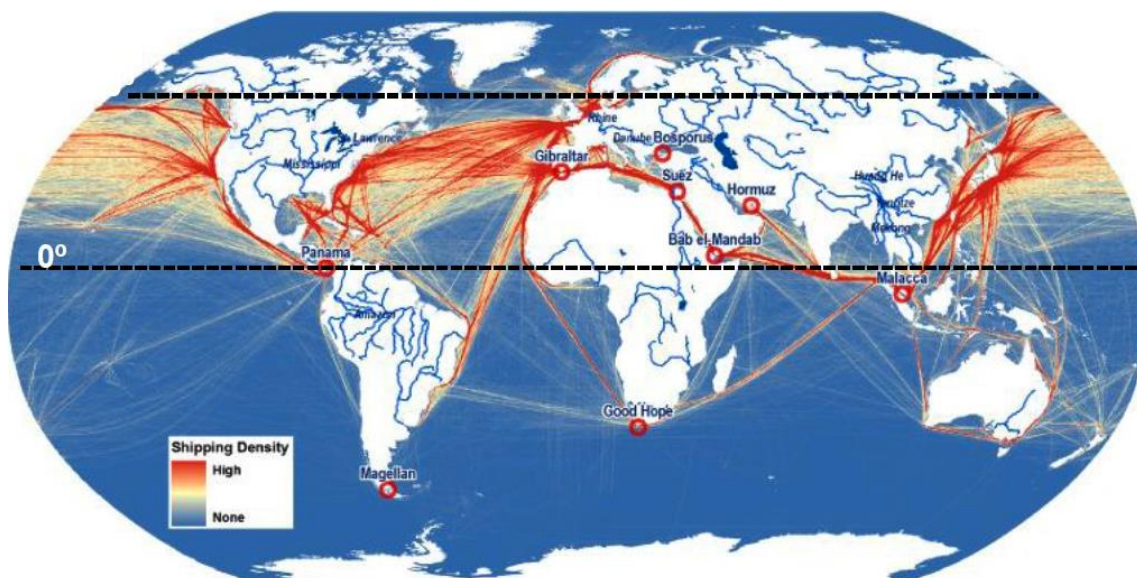 St. Lawrence
Rhine
Mississippi
Danube
Bosporus
Gibraltar
Suez
Hormuz
Huang He
Yangtze
Mekong
Bab el-Mandab
Panama
0º
Malacca
Amazon
Good Hope
Magellan
Shipping Density
High
None